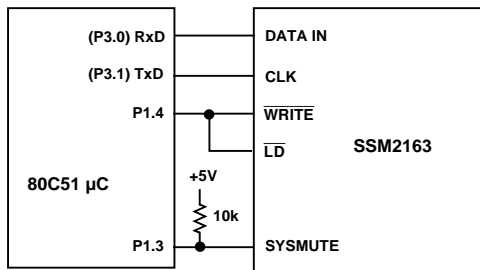 (P3.0) RxD DATA IN
(P3.1) TxD CLK
P1.4 WRITE
LD
SSM2163
80C51 µC
+5V
10k
P1.3 SYSMUTE